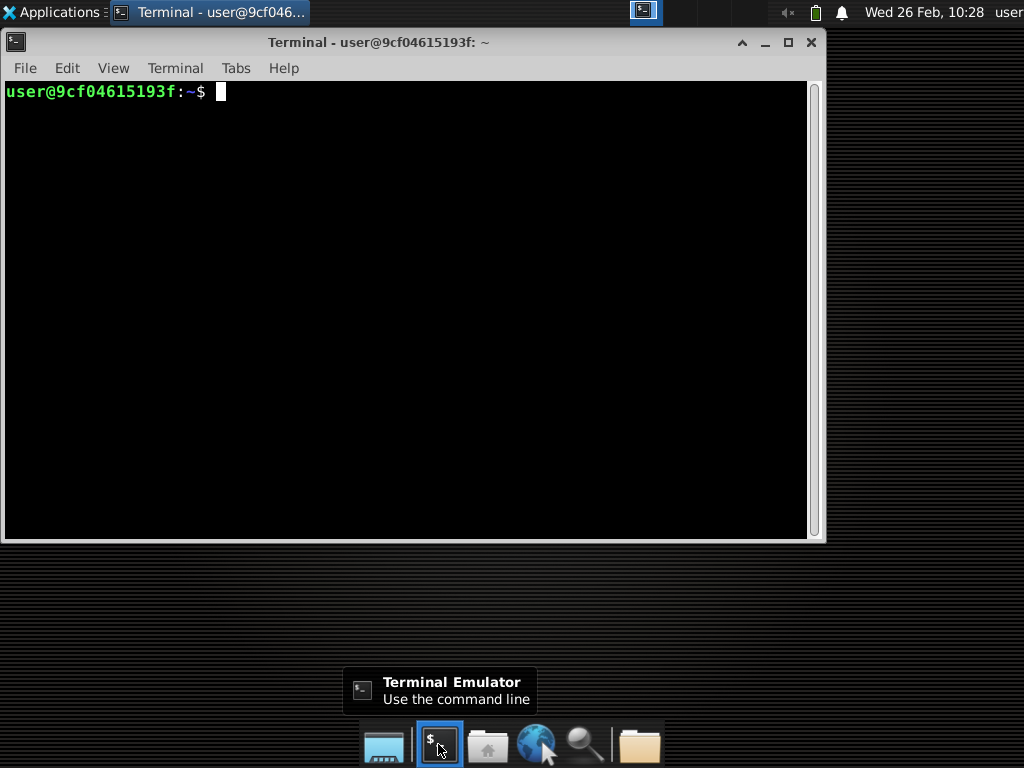 Applications
Terminal - user@9cf046...
Wed 26 Feb, 10:28
user
Terminal - user@9cf04615193f: ~
File Edit View Terminal Tabs Help
user@9cf04615193f:~$
Terminal Emulator
Use the command line